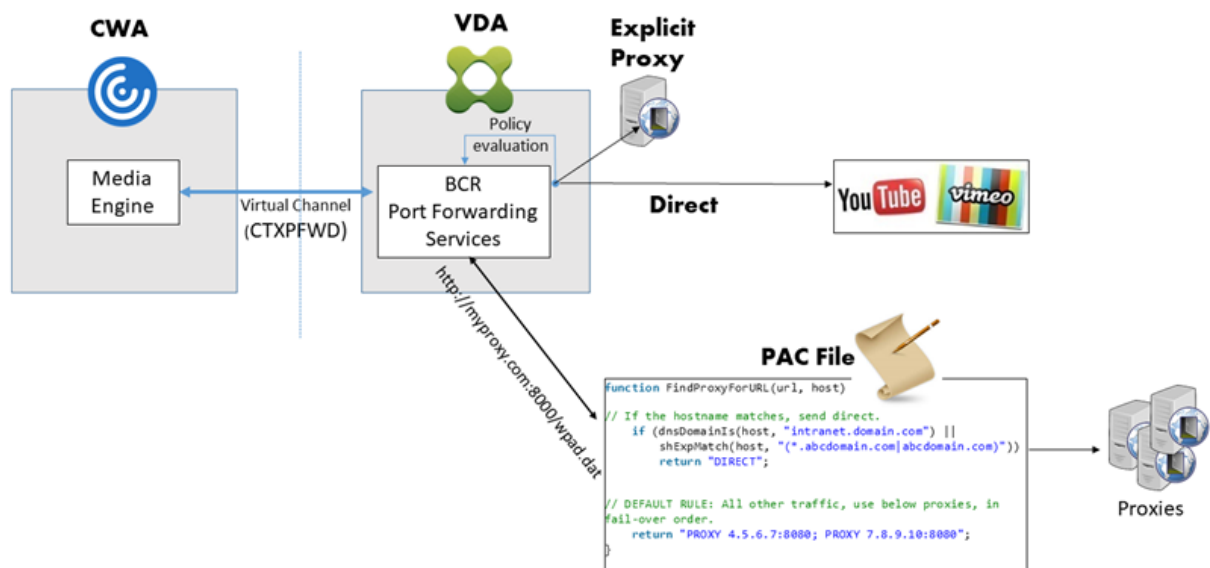 CWA
VDA
Explicit
Proxy
Policy
evaluation
Media
Engine
Virtual Channel
(CTXPFWD)
BCR
Port Forwarding
Services
Direct
YouTube
vimeo
http://myproxy.com:8000/wpad.dat
PAC File
function FindProxyForURL(url, host)
// If the hostname matches, send direct.
if (dnsDomainIs(host, "intranet.domain.com") ||
shExpMatch(host, "(*.abcdomain.com|abcdomain.com)"))
return "DIRECT";
// DEFAULT RULE: All other traffic, use below proxies, in
fail-over order.
return "PROXY 4.5.6.7:8080; PROXY 7.8.9.10:8080";
}
Proxies